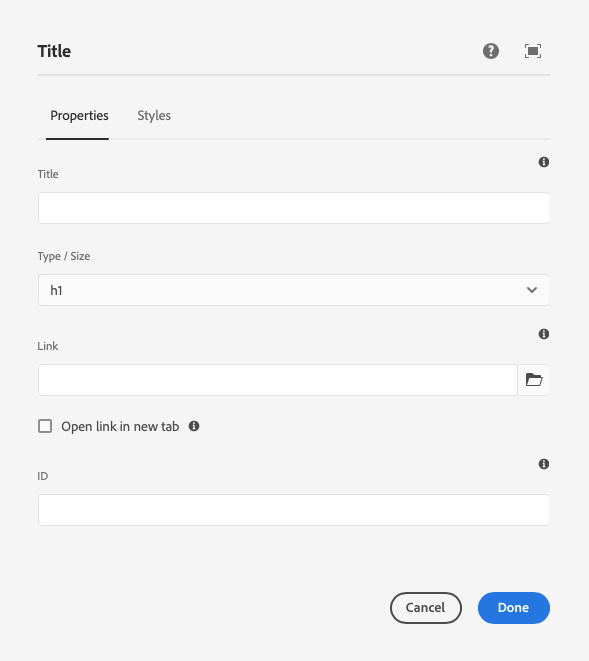 Title
Properties Styles
Title
Type / Size
h1
Link
Open link in new tab
ID
Cancel Done